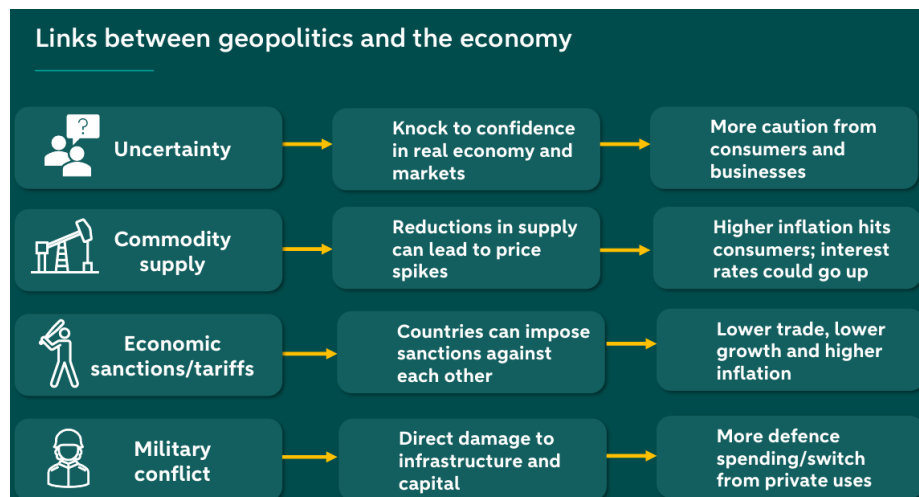 Links between geopolitics and the economy
?
Uncertainty
Knock to confidence
in real economy and
markets
More caution from
consumers and
businesses
Commodity
supply
Reductions in supply
can lead to price
spikes
Higher inflation hits
consumers; interest
rates could go up
Economic
sanctions/tariffs
Countries can impose
sanctions against
each other
Lower trade, lower
growth and higher
inflation
Military
conflict
Direct damage to
infrastructure and
capital
More defence
spending/switch
from private uses